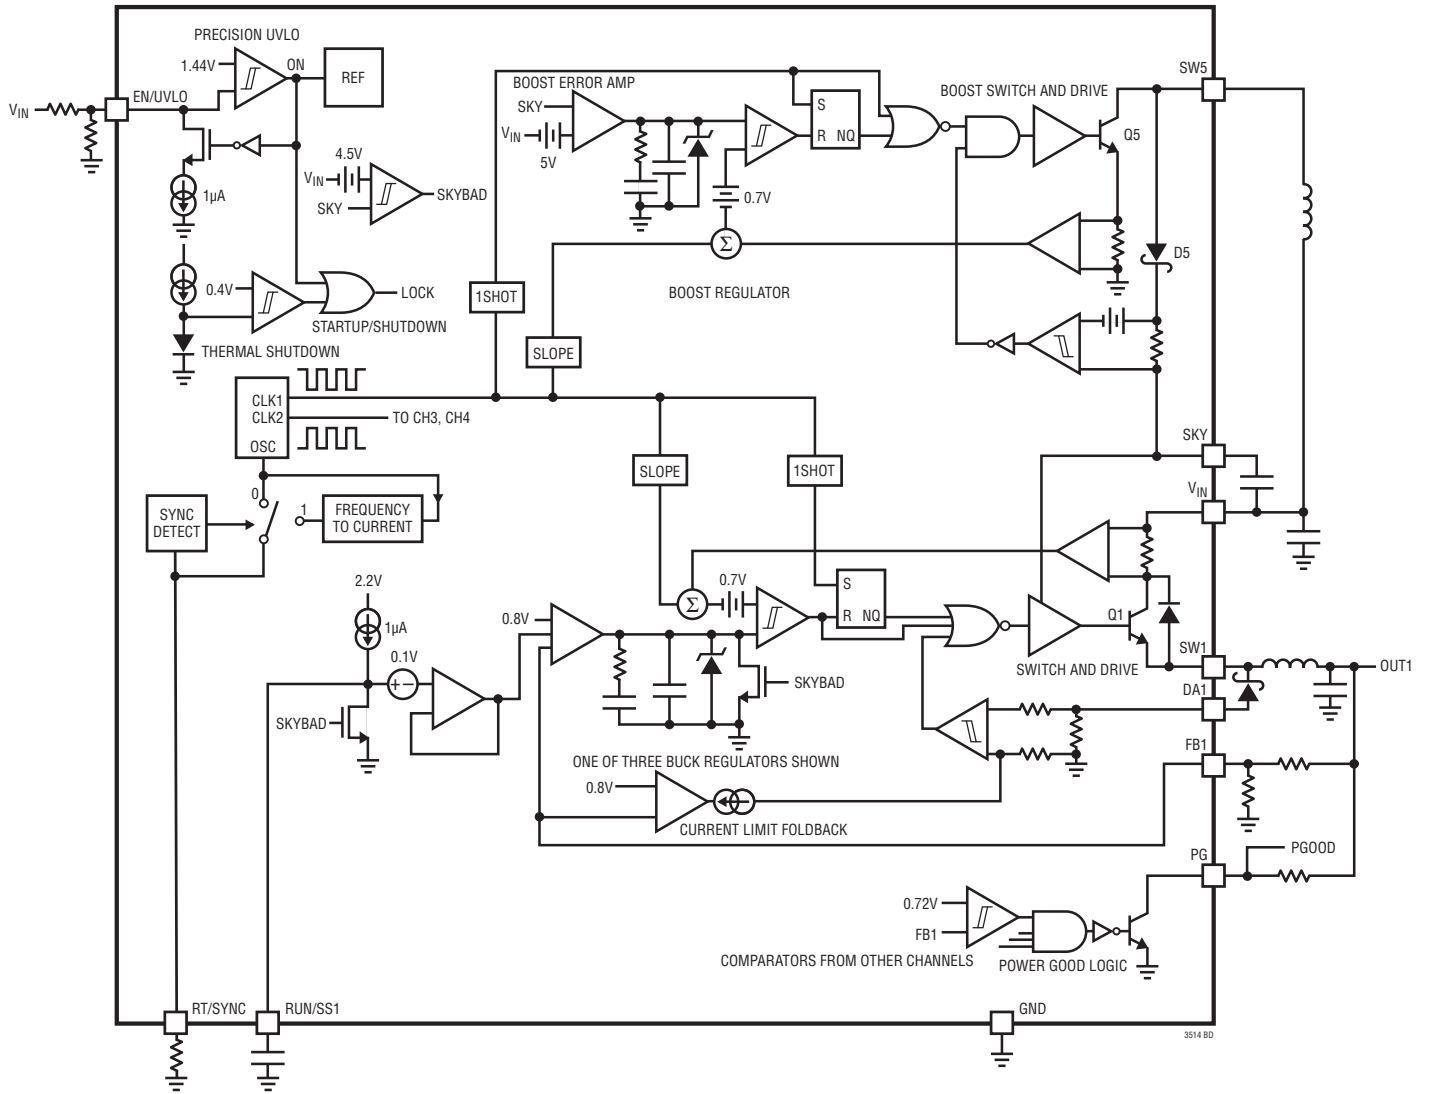 PRECISION UVLO
1.44V
ON
REF
EN/UVLO
VIN
1µA
4.5V
VIN
SKY
SKYBAD
0.4V
LOCK
STARTUP/SHUTDOWN
THERMAL SHUTDOWN
BOOST ERROR AMP
SKY
VIN
5V
0.7V
S
R NQ
BOOST SWITCH AND DRIVE
Q5
SW5
D5
Σ
BOOST REGULATOR
1SHOT
SLOPE
CLK1
CLK2
OSC
TO CH3, CH4
SLOPE
1SHOT
SKY
VIN
SYNC
DETECT
0
1
FREQUENCY
TO CURRENT
2.2V
1µA
0.1V
+−
SKYBAD
0.8V
Σ
0.7V
S
R NQ
SKYBAD
Q1
SWITCH AND DRIVE
SW1
OUT1
DA1
FB1
ONE OF THREE BUCK REGULATORS SHOWN
0.8V
CURRENT LIMIT FOLDBACK
PG
PGOOD
0.72V
FB1
COMPARATORS FROM OTHER CHANNELS
POWER GOOD LOGIC
RT/SYNC
RUN/SS1
GND
3514 BD